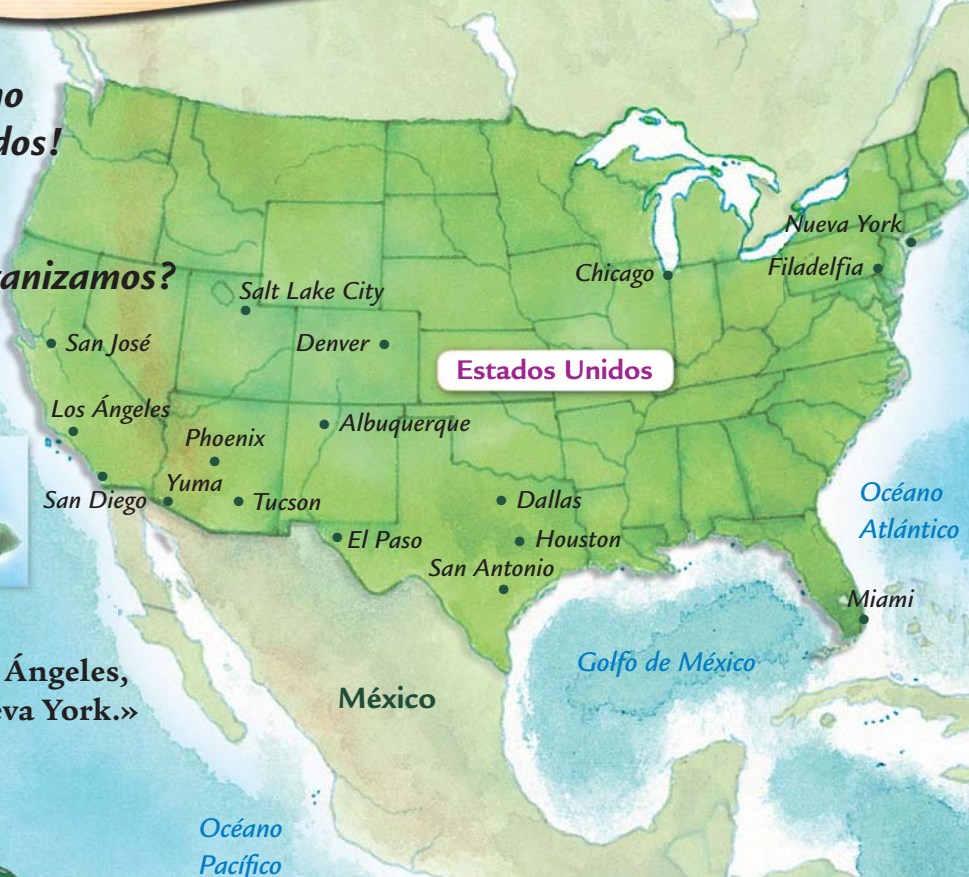 no
dos!
anizamos?
Nueva York
Chicago
Filadelfia
Salt Lake City
San José
Denver
Estados Unidos
Los Ángeles
Albuquerque
Phoenix
Yuma
San Diego
Tucson
Dallas
Océano
Atlántico
El Paso
Houston
San Antonio
Miami
Ángeles,
eva York.»
Golfo de México
México
Océano
Pacífico